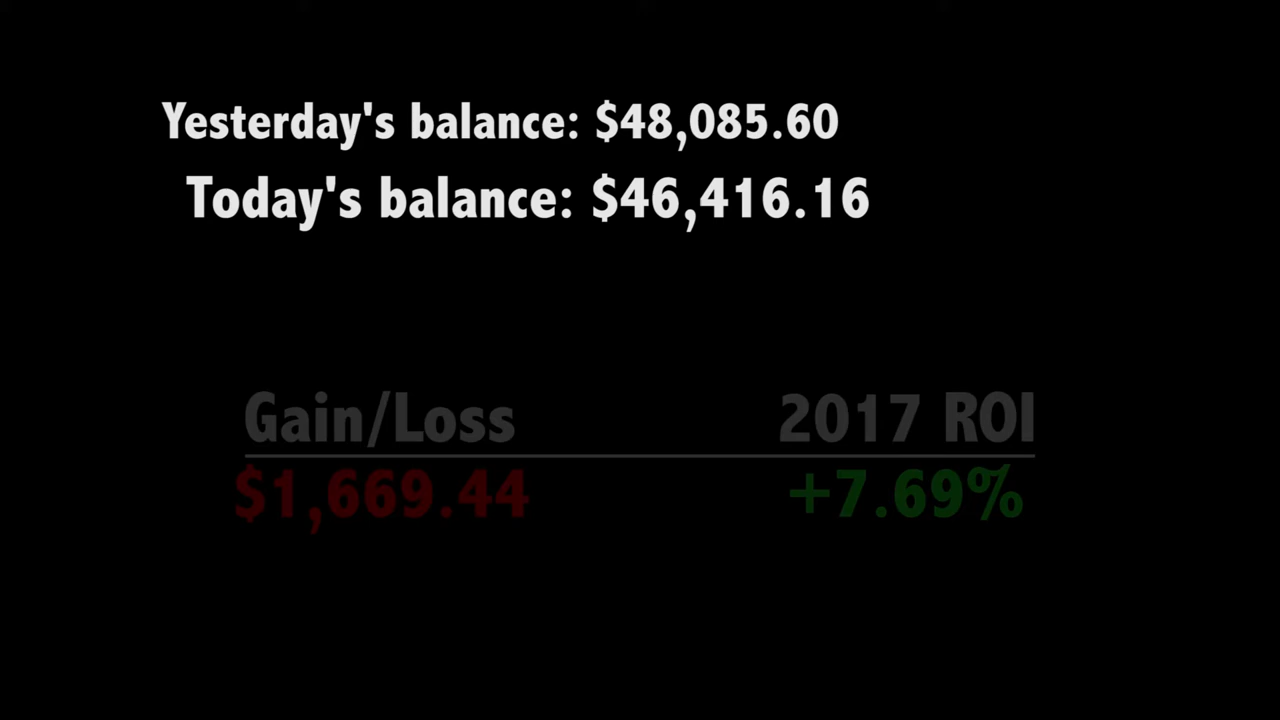 Yesterday's balance: $48,085.60
Today's balance: $46,416.16
Gain/Loss 2017 ROI
$1,669.44 +7.69%